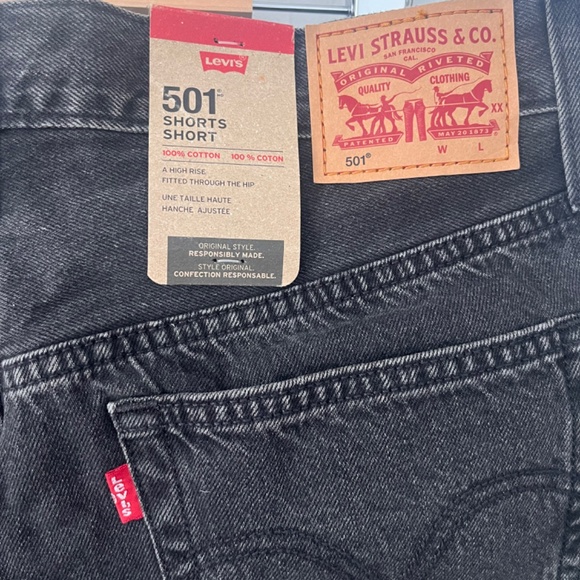 Levi's
501®
SHORTS
SHORT
100% COTTON 100 % COTON
A HIGH RISE
FITTED THROUGH THE HIP
UNE TAILLE HAUTE
HANCHE AJUSTÉE
ORIGINAL STYLE.
RESPONSIBLY MADE.
STYLE ORIGINAL.
CONFECTION RESPONSABLE.
LEVI STRAUSS & CO.
SAN FRANCISCO
CAL.
ORIGINAL RIVETED
QUALITY CLOTHING
XX
PATENTED MAY 20 1873
501® W L
Levi's